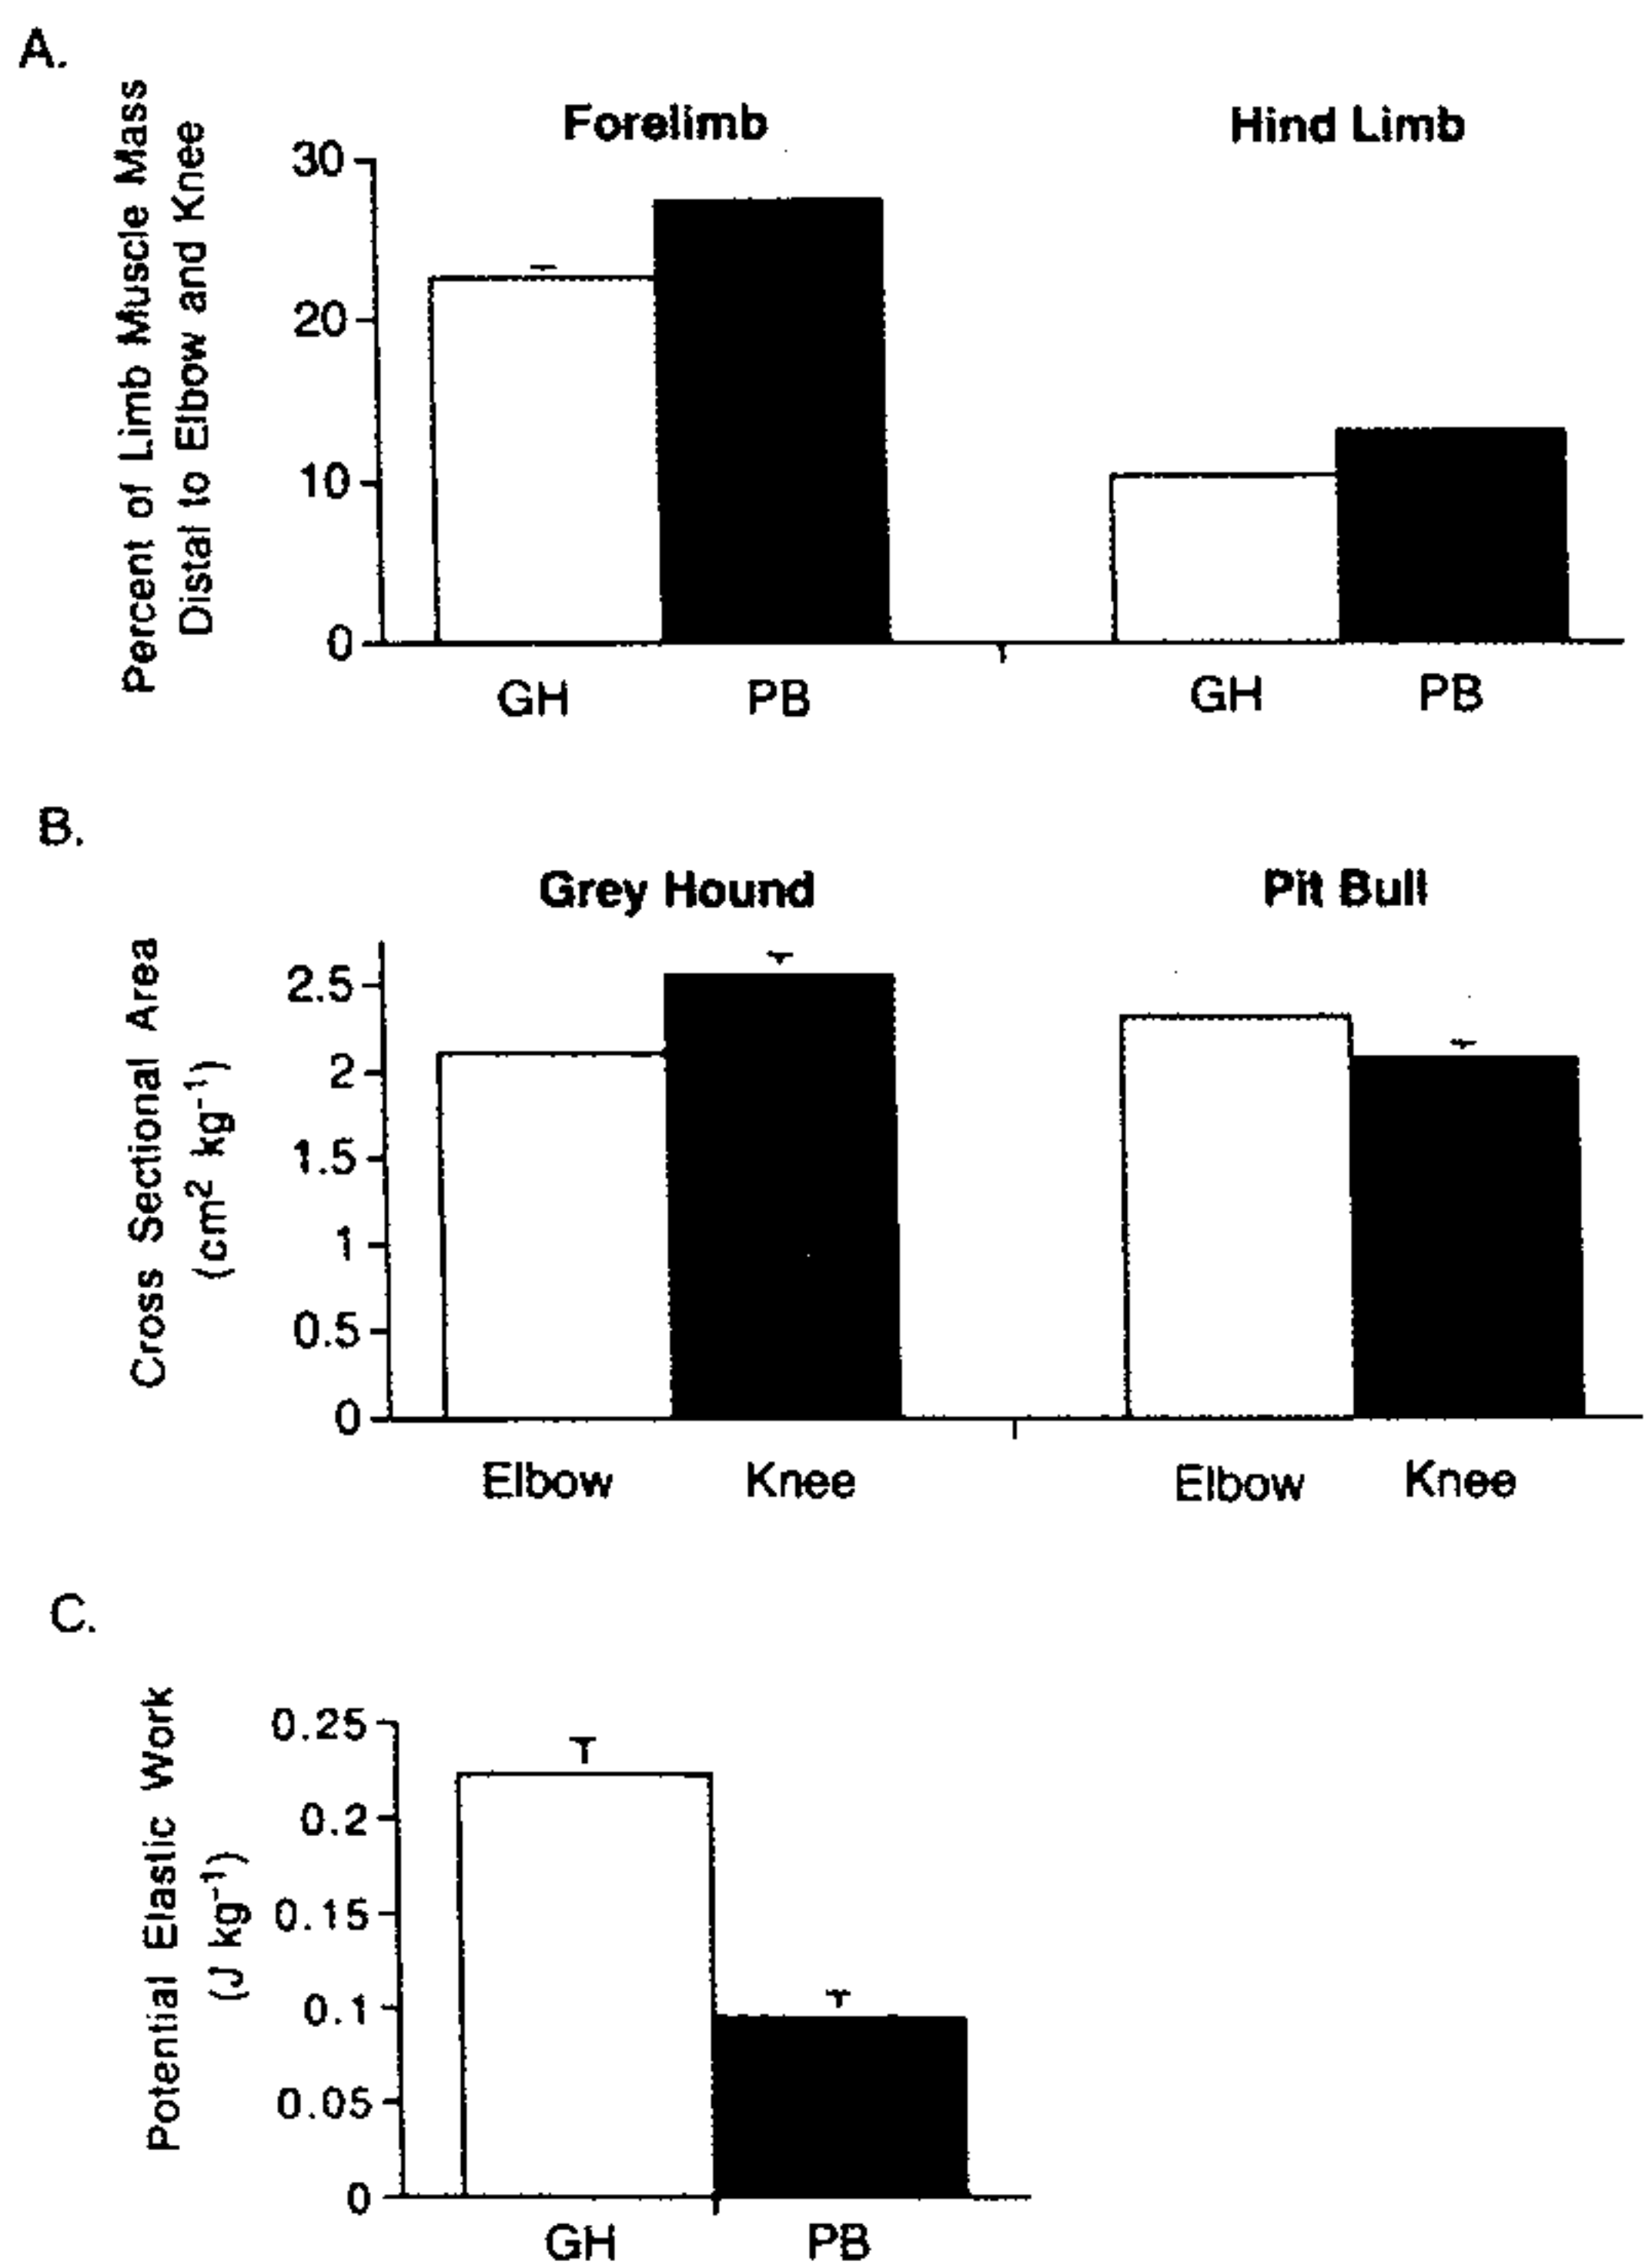 A.
Percent of Limb Muscle Mass
Distal to Elbow and Knee
Forelimb
Hind Limb
30
20
10
0
GH
PB
GH
PB
B.
Grey Hound
Pit Bull
Cross Sectional Area
(cm² kg⁻¹)
2.5
2
1.5
1
0.5
0
Elbow
Knee
Elbow
Knee
C.
Potential Elastic Work
(J kg⁻¹)
0.25
0.2
0.15
0.1
0.05
0
GH
PB